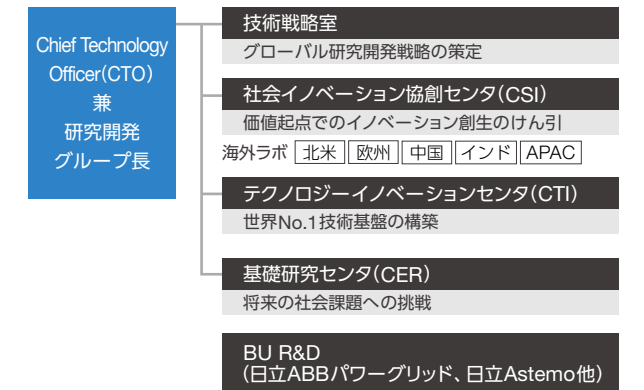 Chief Technology
Officer(CTO)
兼
研究開発
グループ長
技術戦略室
グローバル研究開発戦略の策定
社会イノベーション協創センタ(CSI)
価値起点でのイノベーション創生のけん引
海外ラボ 北米 欧州 中国 インド APAC
テクノロジーイノベーションセンタ(CTI)
世界No.1技術基盤の構築
基礎研究センタ(CER)
将来の社会課題への挑戦
BU R&D
(日立ABBパワーグリッド、日立Astemo他)